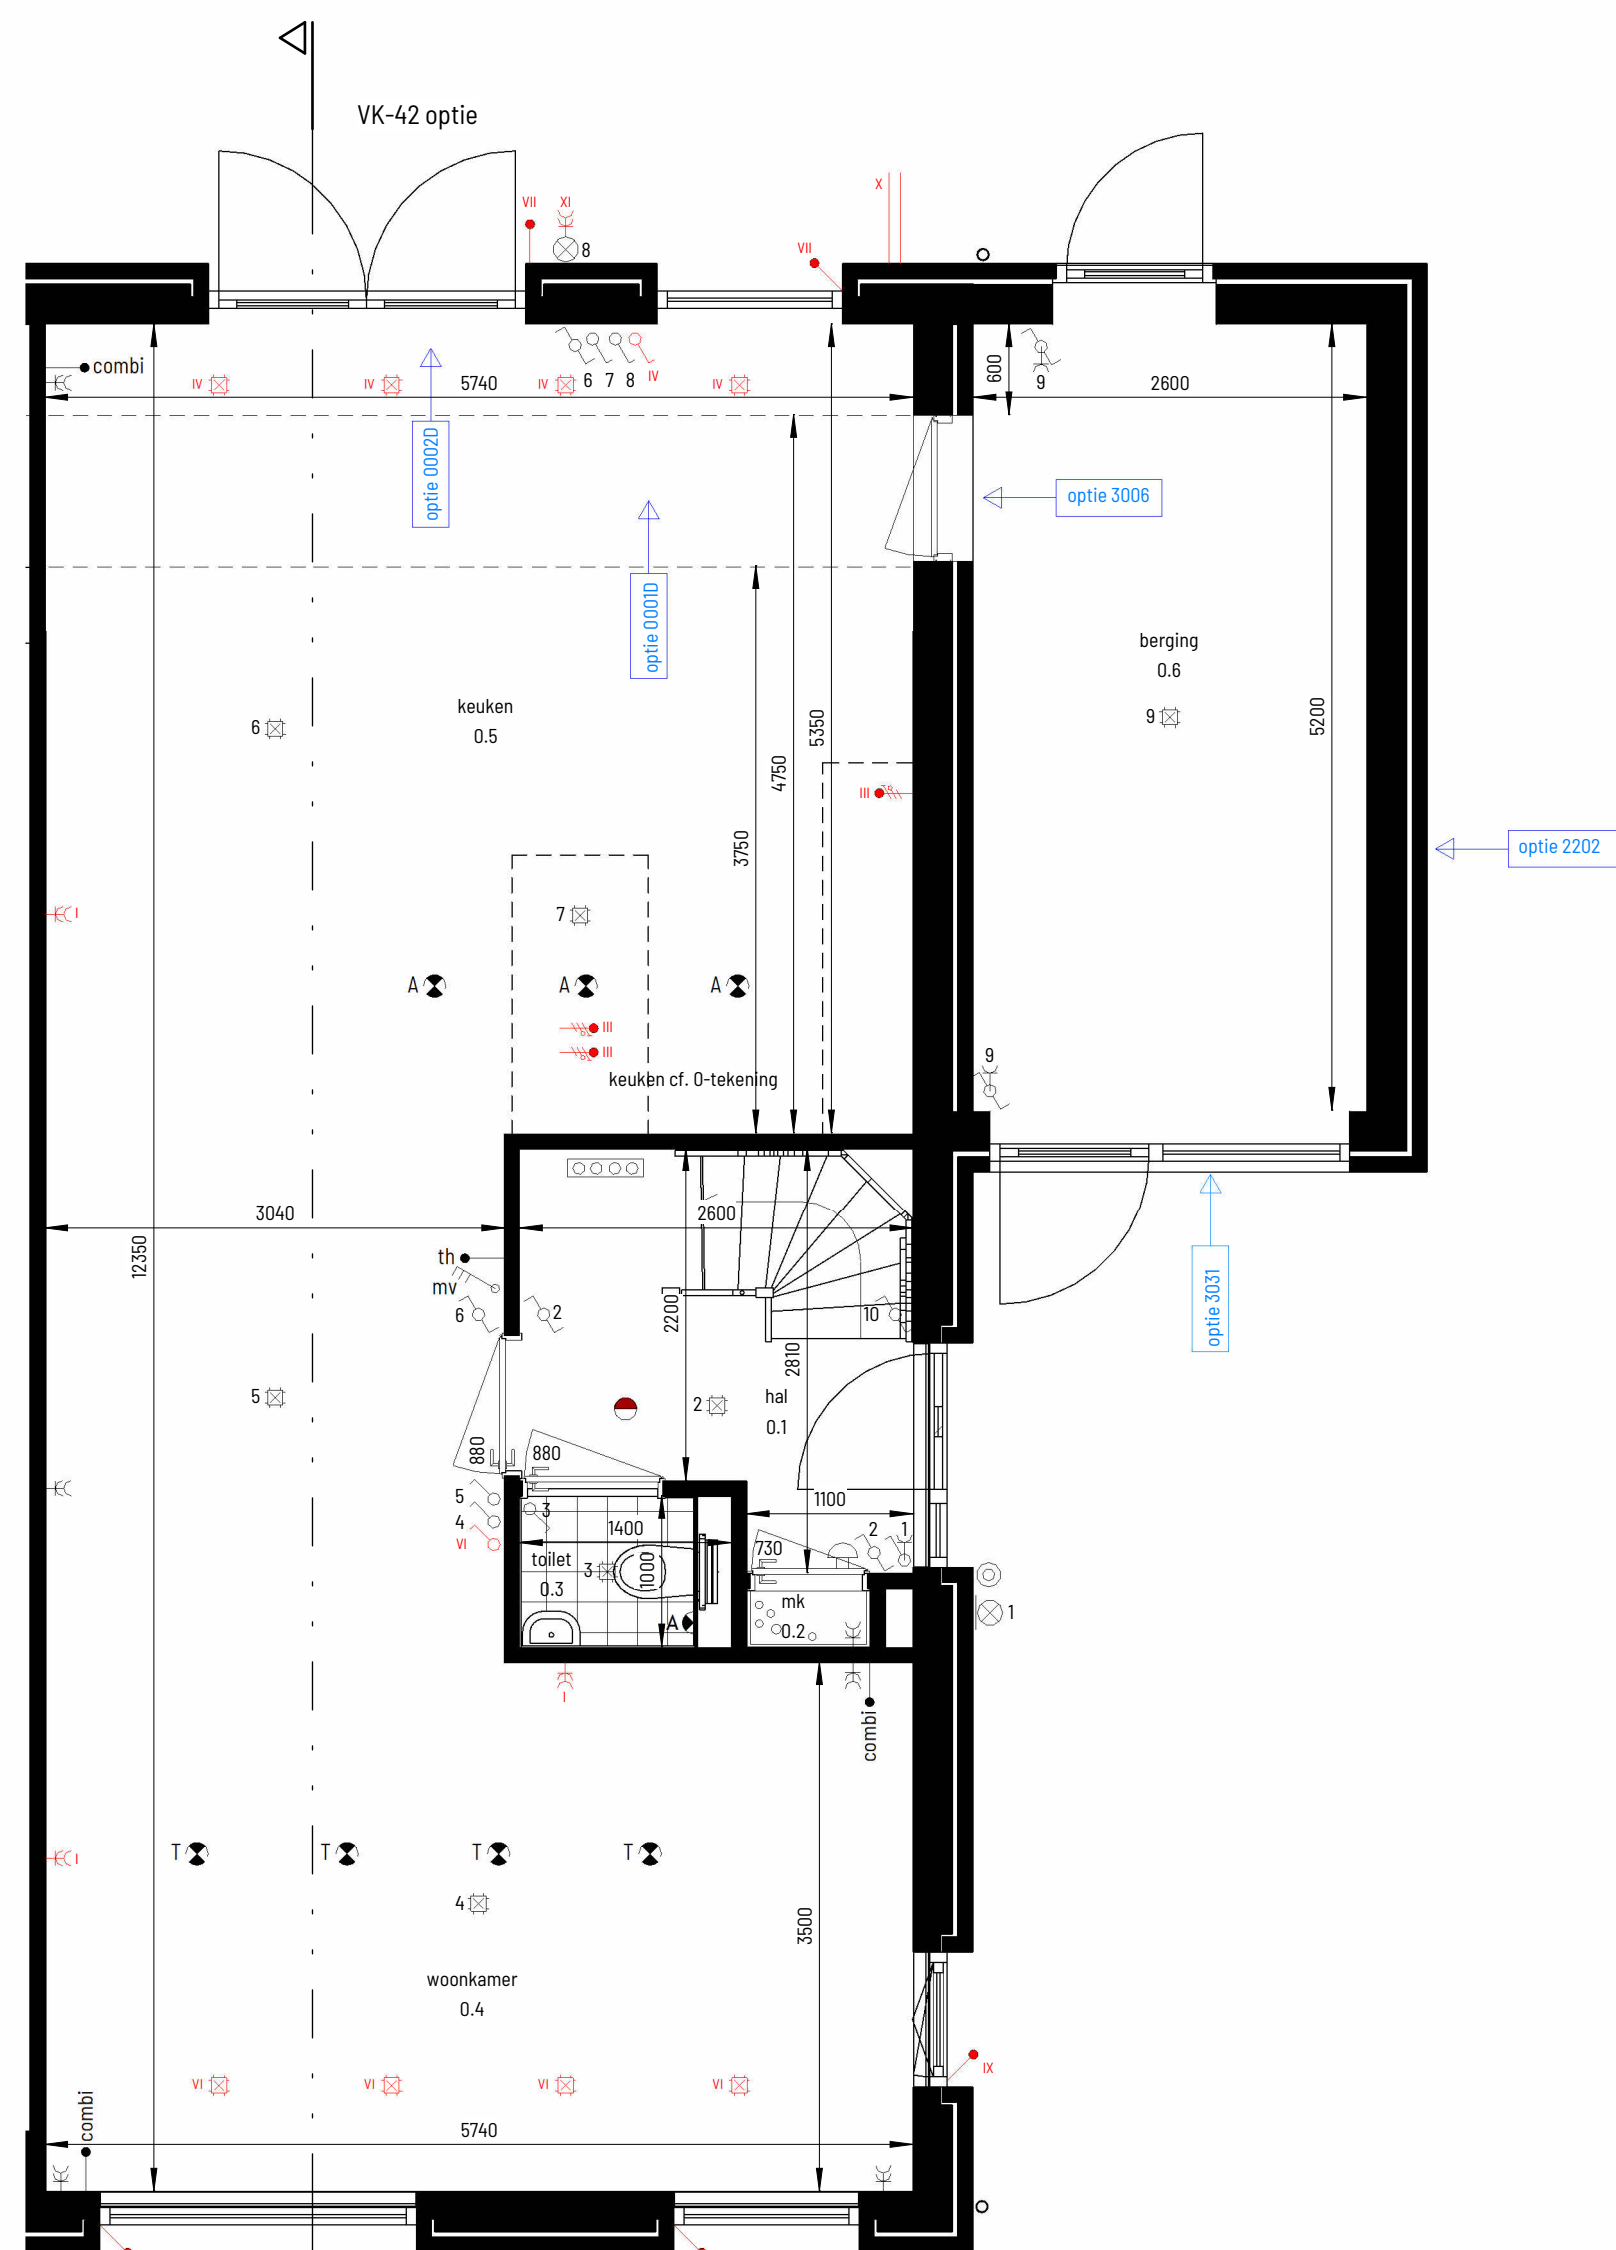 VK-42 optie
X
VII
XI
8
VII
combi
IV
IV
IV
IV
6
7
8
IV
5740
600
9
2600
optie 0002D
optie 3006
optie 0001D
keuken
0.5
6
berging
0.6
9
5200
5350
4750
3750
III
optie 2202
I
7
A
A
A
III
III
keuken cf. 0-tekening
9
3040
12350
2600
th
mv
6
2
10
2200
2810
optie 3031
5
2
hal
0.1
880
880
5
4
VI
3
1400
1100
2
1
730
toilet
0.3
3
1000
mk
0.2
A
1
I
combi
I
T
T
T
T
4
3500
woonkamer
0.4
IX
VI
VI
VI
VI
combi
5740